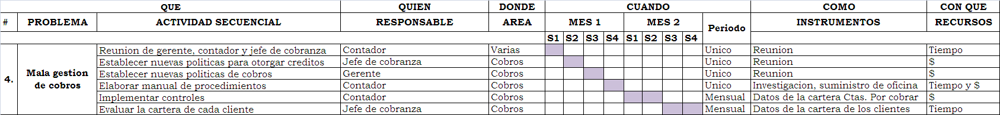 QUE QUIEN DONDE CUANDO COMO CON QUE
# PROBLEMA ACTIVIDAD SECUENCIAL RESPONSABLE AREA MES 1 MES 2 Periodo INSTRUMENTOS RECURSOS
S1 S2 S3 S4 S1 S2 S3 S4
4. Mala gestion de cobros
Reunion de gerente, contador y jefe de cobranza Contador Varias Unico Reunion Tiempo
Establecer nuevas politicas para otorgar creditos Jefe de cobranza Cobros Unico Reunion $
Establecer nuevas politicas de cobros Gerente Cobros Unico Reunion $
Elaborar manual de procedimientos Contador Cobros Unico Investigacion, suministro de oficina Tiempo y $
Implementar controles Contador Cobros Mensual Datos de la cartera Ctas. Por cobrar $
Evaluar la cartera de cada cliente Jefe de cobranza Cobros Mensual Datos de la cartera de los clientes Tiempo